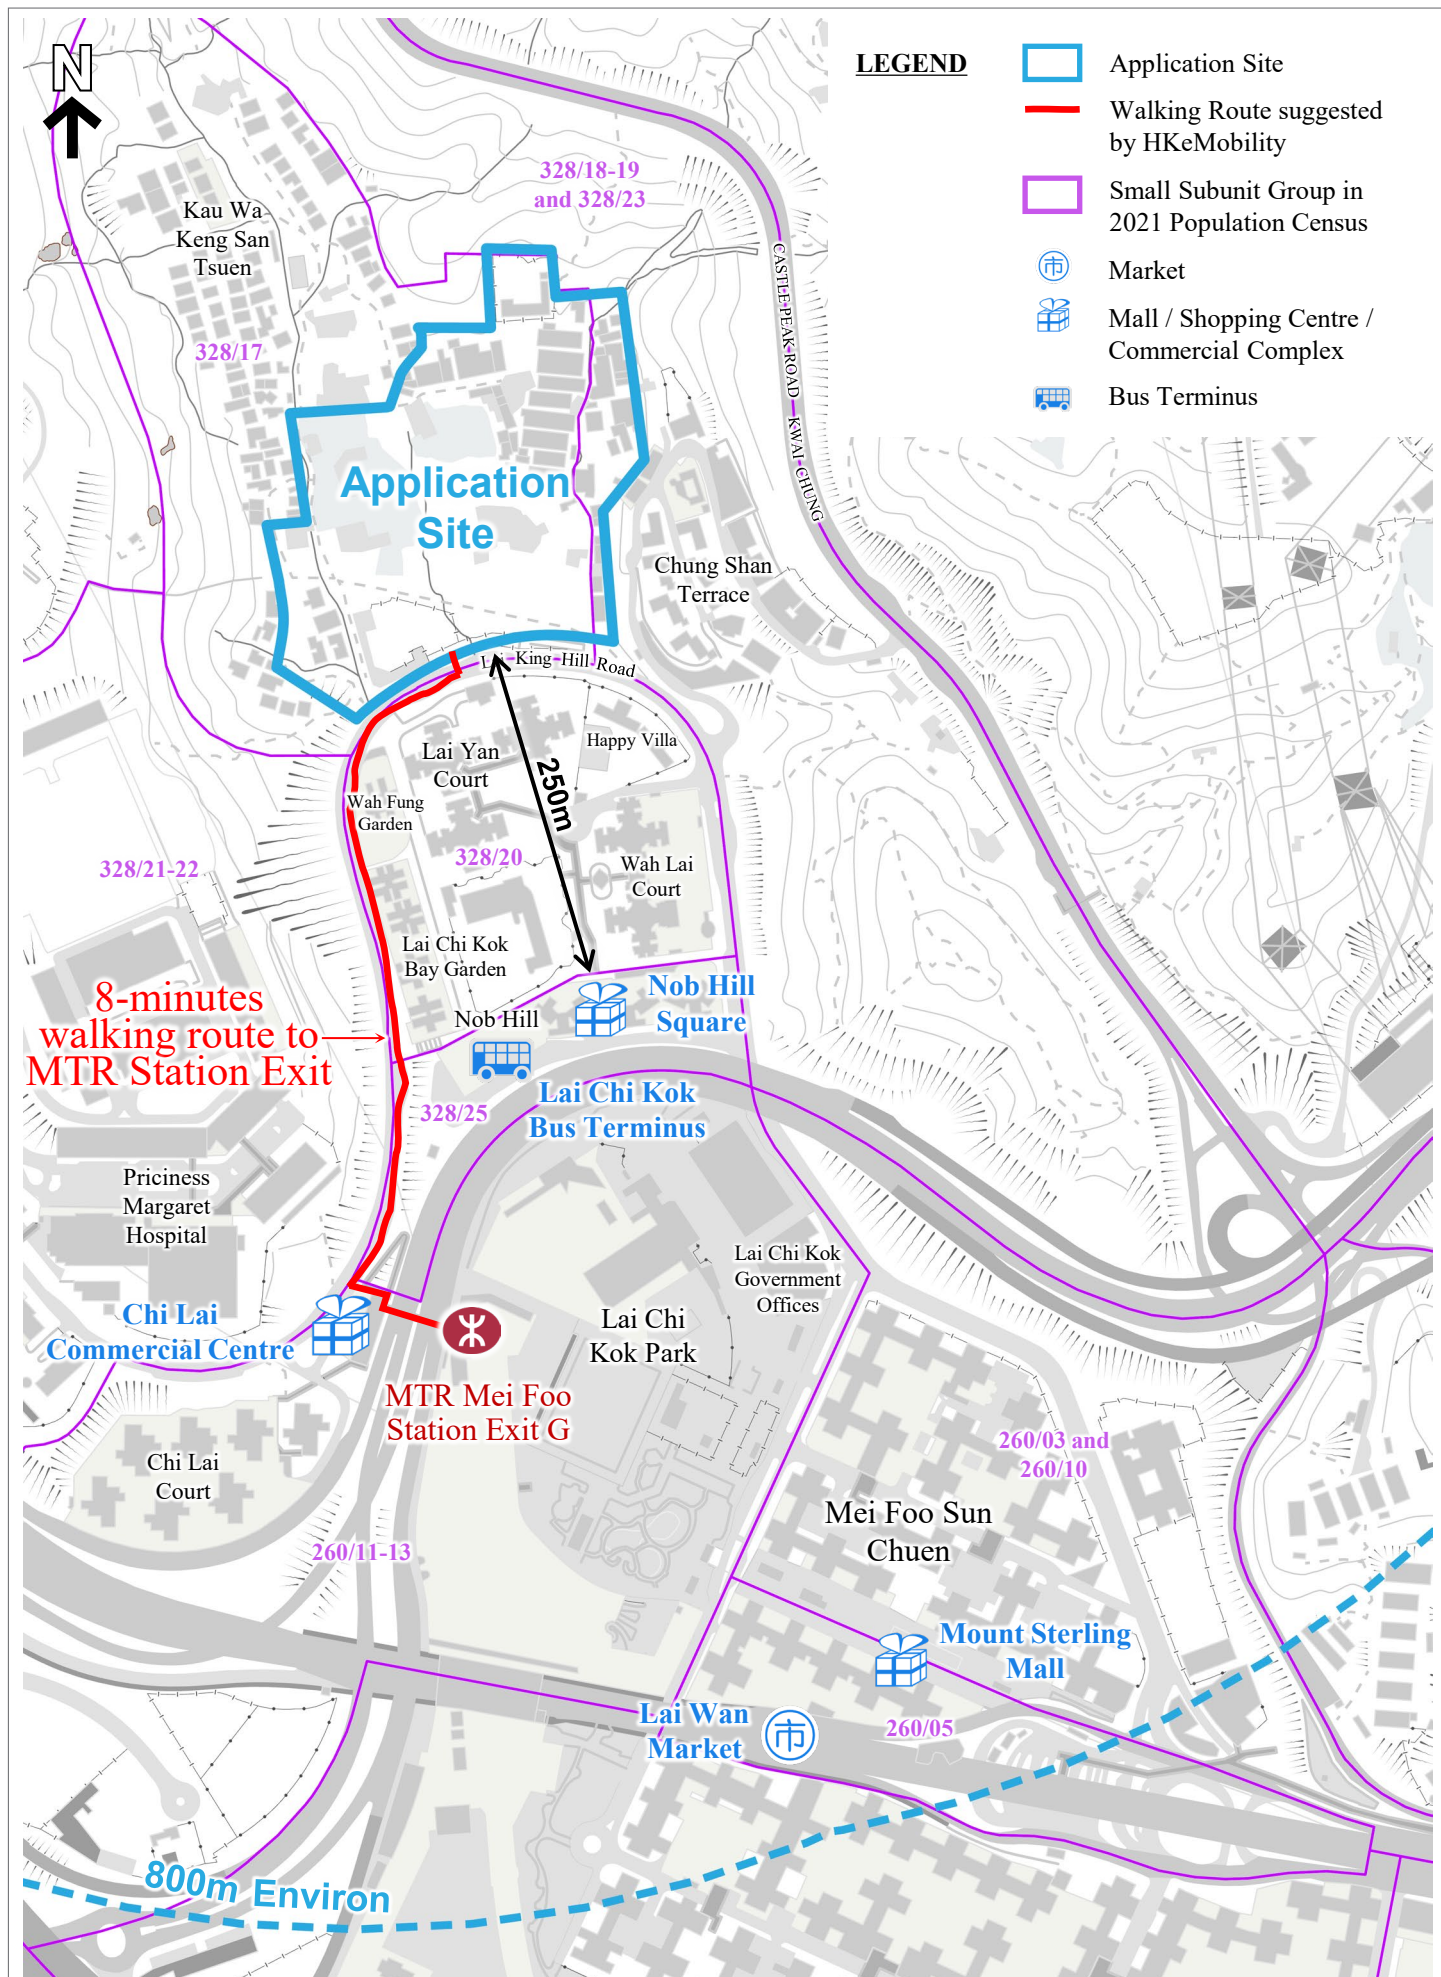 N
LEGEND
Application Site
Walking Route suggested
by HKeMobility
Small Subunit Group in
2021 Population Census
市
Market
Mall / Shopping Centre /
Commercial Complex
Bus Terminus
328/18-19
and 328/23
Kau Wa
Keng San
Tsuen
328/17
CASTLE PEAK ROAD KWAI CHUNG
Application
Site
Chung Shan
Terrace
Lai King Hill Road
Lai Yan
Court
Happy Villa
250m
Wah Fung
Garden
328/20
328/21-22
Wah Lai
Court
Lai Chi Kok
Bay Garden
8-minutes
walking route to
MTR Station Exit
Nob Hill
Square
Nob Hill
Lai Chi Kok
Bus Terminus
328/25
Priciness
Margaret
Hospital
Lai Chi Kok
Government
Offices
Chi Lai
Commercial Centre
Lai Chi
Kok Park
MTR Mei Foo
Station Exit G
Chi Lai
Court
260/03 and
260/10
Mei Foo Sun
Chuen
260/11-13
Mount Sterling
Mall
Lai Wan
Market
市
260/05
800m Environ